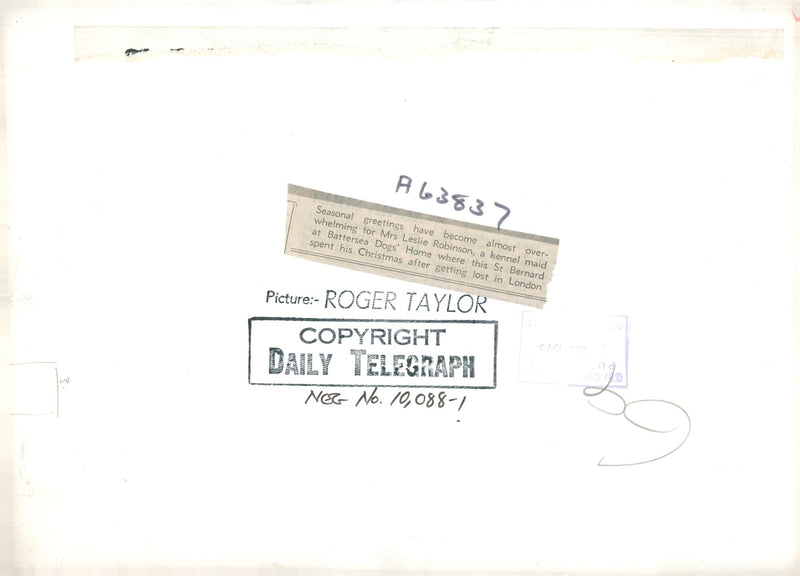 A63837
Seasonal greetings have become almost over-
whelming for Mrs Leslie Robinson, a kennel maid
at Battersea Dogs' Home where this St Bernard
spent his Christmas after getting lost in London
Picture:- ROGER TAYLOR
COPYRIGHT
DAILY TELEGRAPH
NEG No. 10,088-1